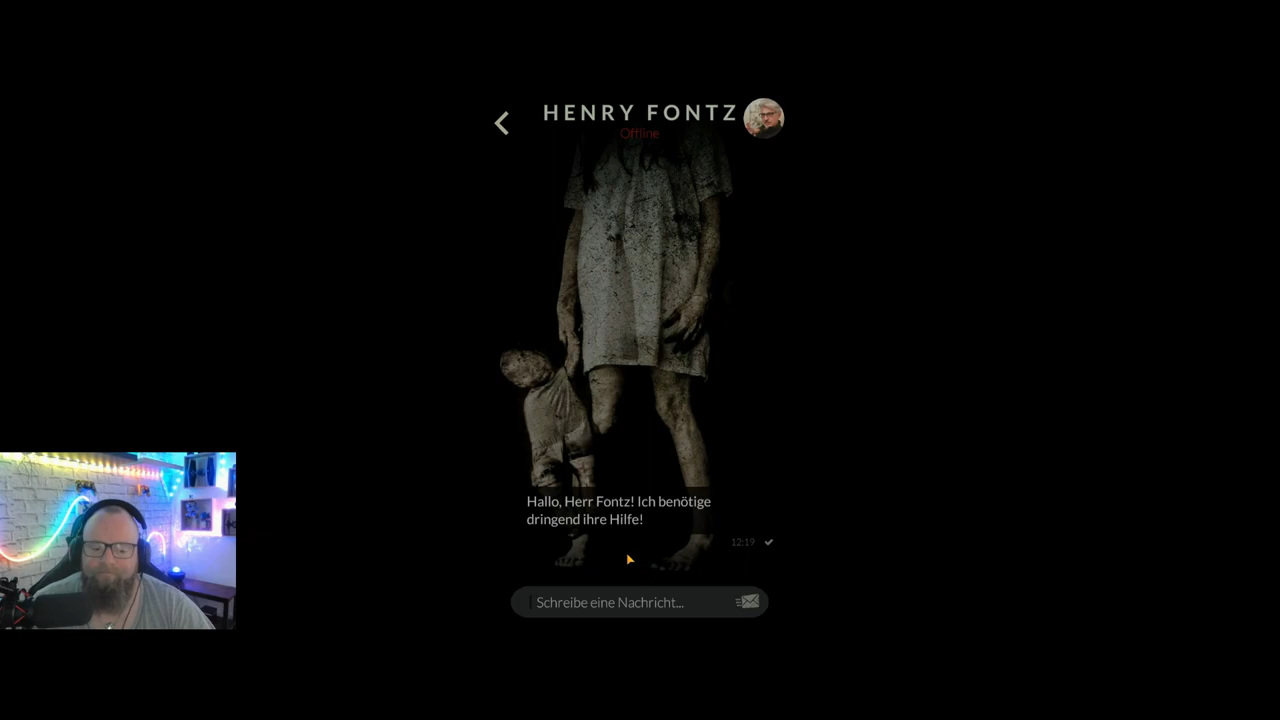 HENRY FONTZ
Offline
Hallo, Herr Fontz! Ich benötige
dringend ihre Hilfe!
12:19
Schreibe eine Nachricht...